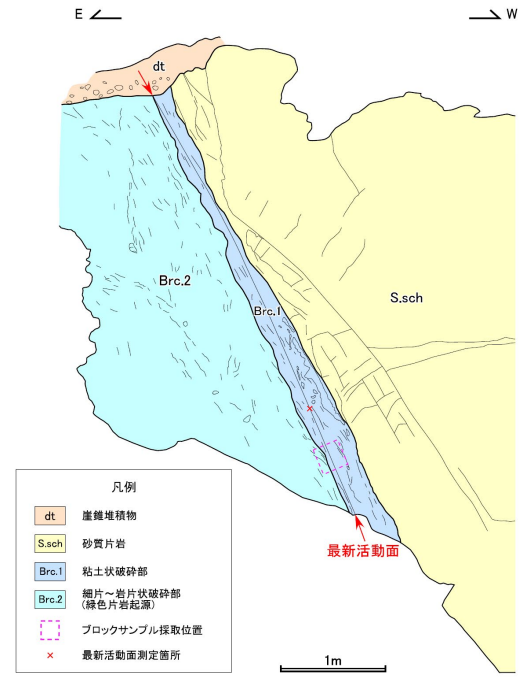 E W
dt
Brc.2
Brc.1
S.sch
最新活動面
凡例
dt 崖錐堆積物
S.sch 砂質片岩
Brc.1 粘土状破砕部
Brc.2 細片~岩片状破砕部
(緑色片岩起源)
ブロックサンプル採取位置
× 最新活動面測定箇所
1m